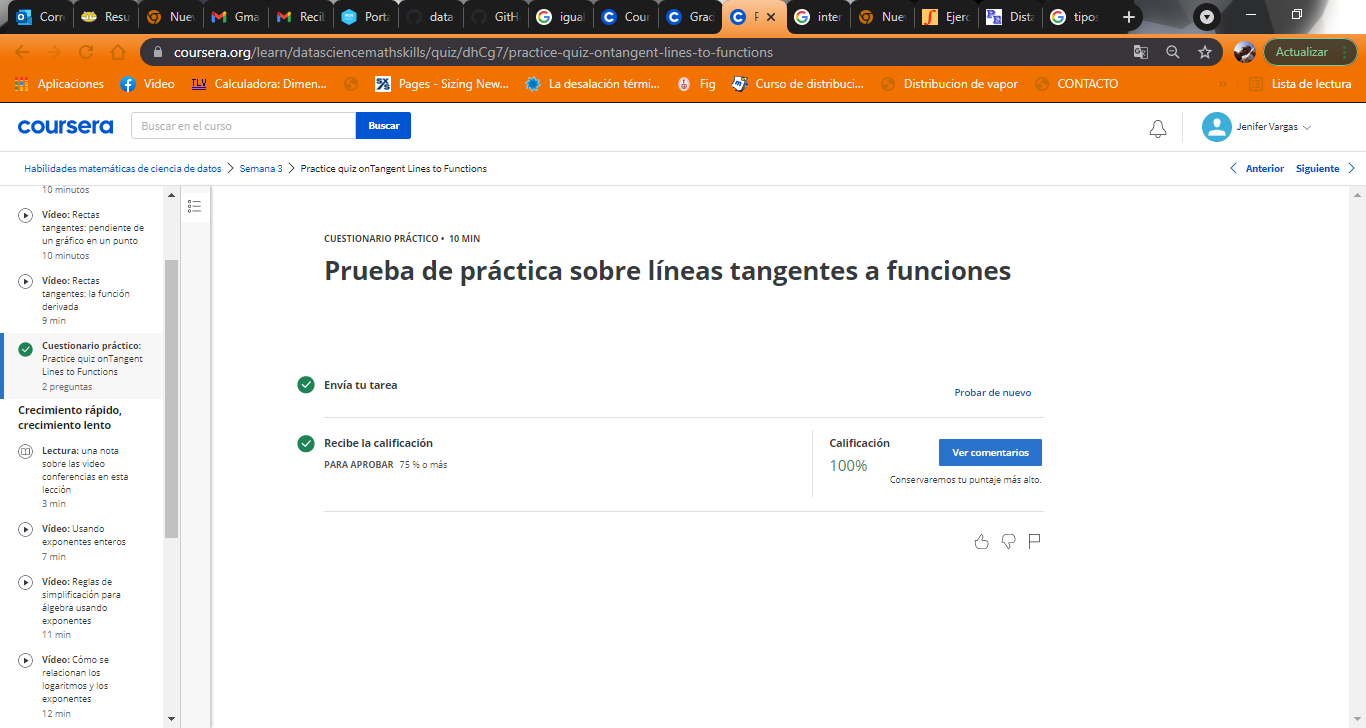 Corr
Resu
Nuev
Gma
Recil
Porta
data
GitH
igual
Cour
Grac
F
inter
Nuev
Ejerc
Dista
tipos
coursera.org/learn/datasciencemathskills/quiz/dhCg7/practice-quiz-ontangent-lines-to-functions
Actualizar
Aplicaciones
Video
TLV
Calculadora: Dimen...
Pages - Sizing New...
La desalación térmi...
Fig
Curso de distribuci...
Distribucion de vapor
CONTACTO
»
Lista de lectura
coursera
Buscar en el curso
Buscar
Jenifer Vargas
Habilidades matemáticas de ciencia de datos > Semana 3 > Practice quiz onTangent Lines to Functions
Anterior
Siguiente
10 minutos
Vídeo: Rectas
tangentes: pendiente de
un gráfico en un punto
10 minutos
Vídeo: Rectas
tangentes: la función
derivada
9 min
Cuestionario práctico:
Practice quiz onTangent
Lines to Functions
2 preguntas
Crecimiento rápido,
crecimiento lento
Lectura: una nota
sobre las video
conferencias en esta
lección
3 min
Vídeo: Usando
exponentes enteros
7 min
Vídeo: Reglas de
simplificación para
álgebra usando
exponentes
11 min
Vídeo: Cómo se
relacionan los
logaritmos y los
exponentes
12 min
CUESTIONARIO PRÁCTICO • 10 MIN
Prueba de práctica sobre líneas tangentes a funciones
Envía tu tarea
Probar de nuevo
Recibe la calificación
PARA APROBAR 75 % o más
Calificación
100%
Ver comentarios
Conservaremos tu puntaje más alto.